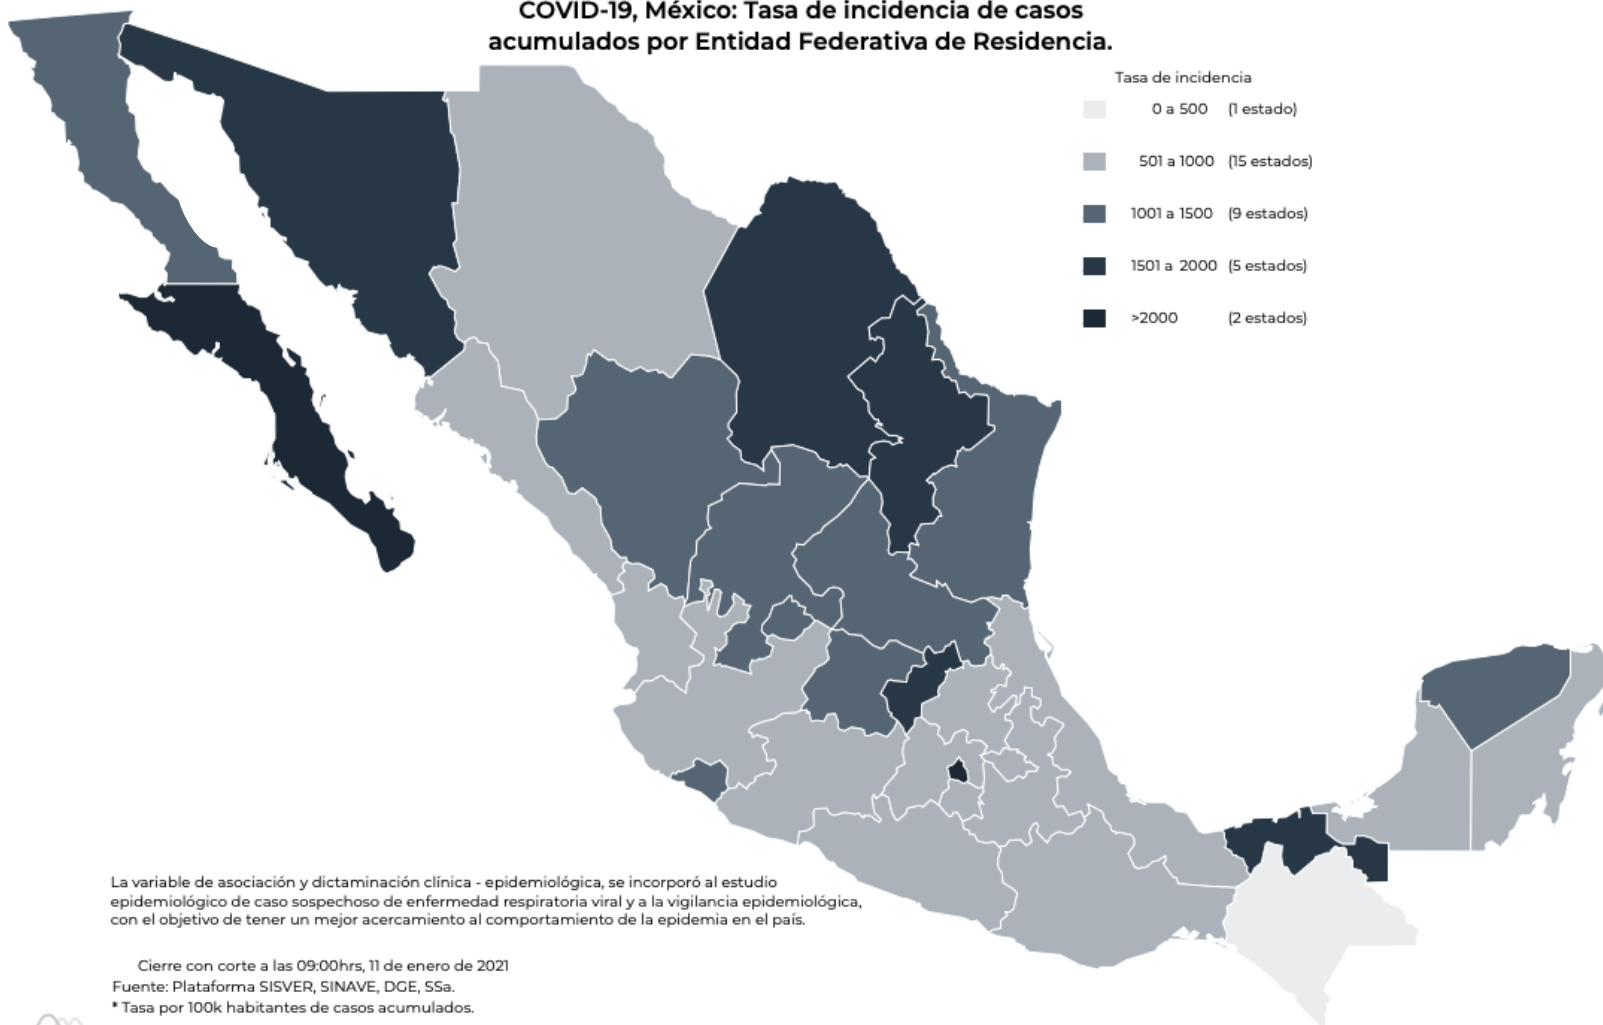 COVID-19, México: Tasa de incidencia de casos
acumulados por Entidad Federativa de Residencia.
Tasa de incidencia
0 a 500 (1 estado)
501 a 1000 (15 estados)
1001 a 1500 (9 estados)
1501 a 2000 (5 estados)
>2000 (2 estados)
La variable de asociación y dictaminación clínica - epidemiológica, se incorporó al estudio
epidemiológico de caso sospechoso de enfermedad respiratoria viral y a la vigilancia epidemiológica,
con el objetivo de tener un mejor acercamiento al comportamiento de la epidemia en el país.
Cierre con corte a las 09:00hrs, 11 de enero de 2021
Fuente: Plataforma SISVER, SINAVE, DGE, SSa.
* Tasa por 100k habitantes de casos acumulados.